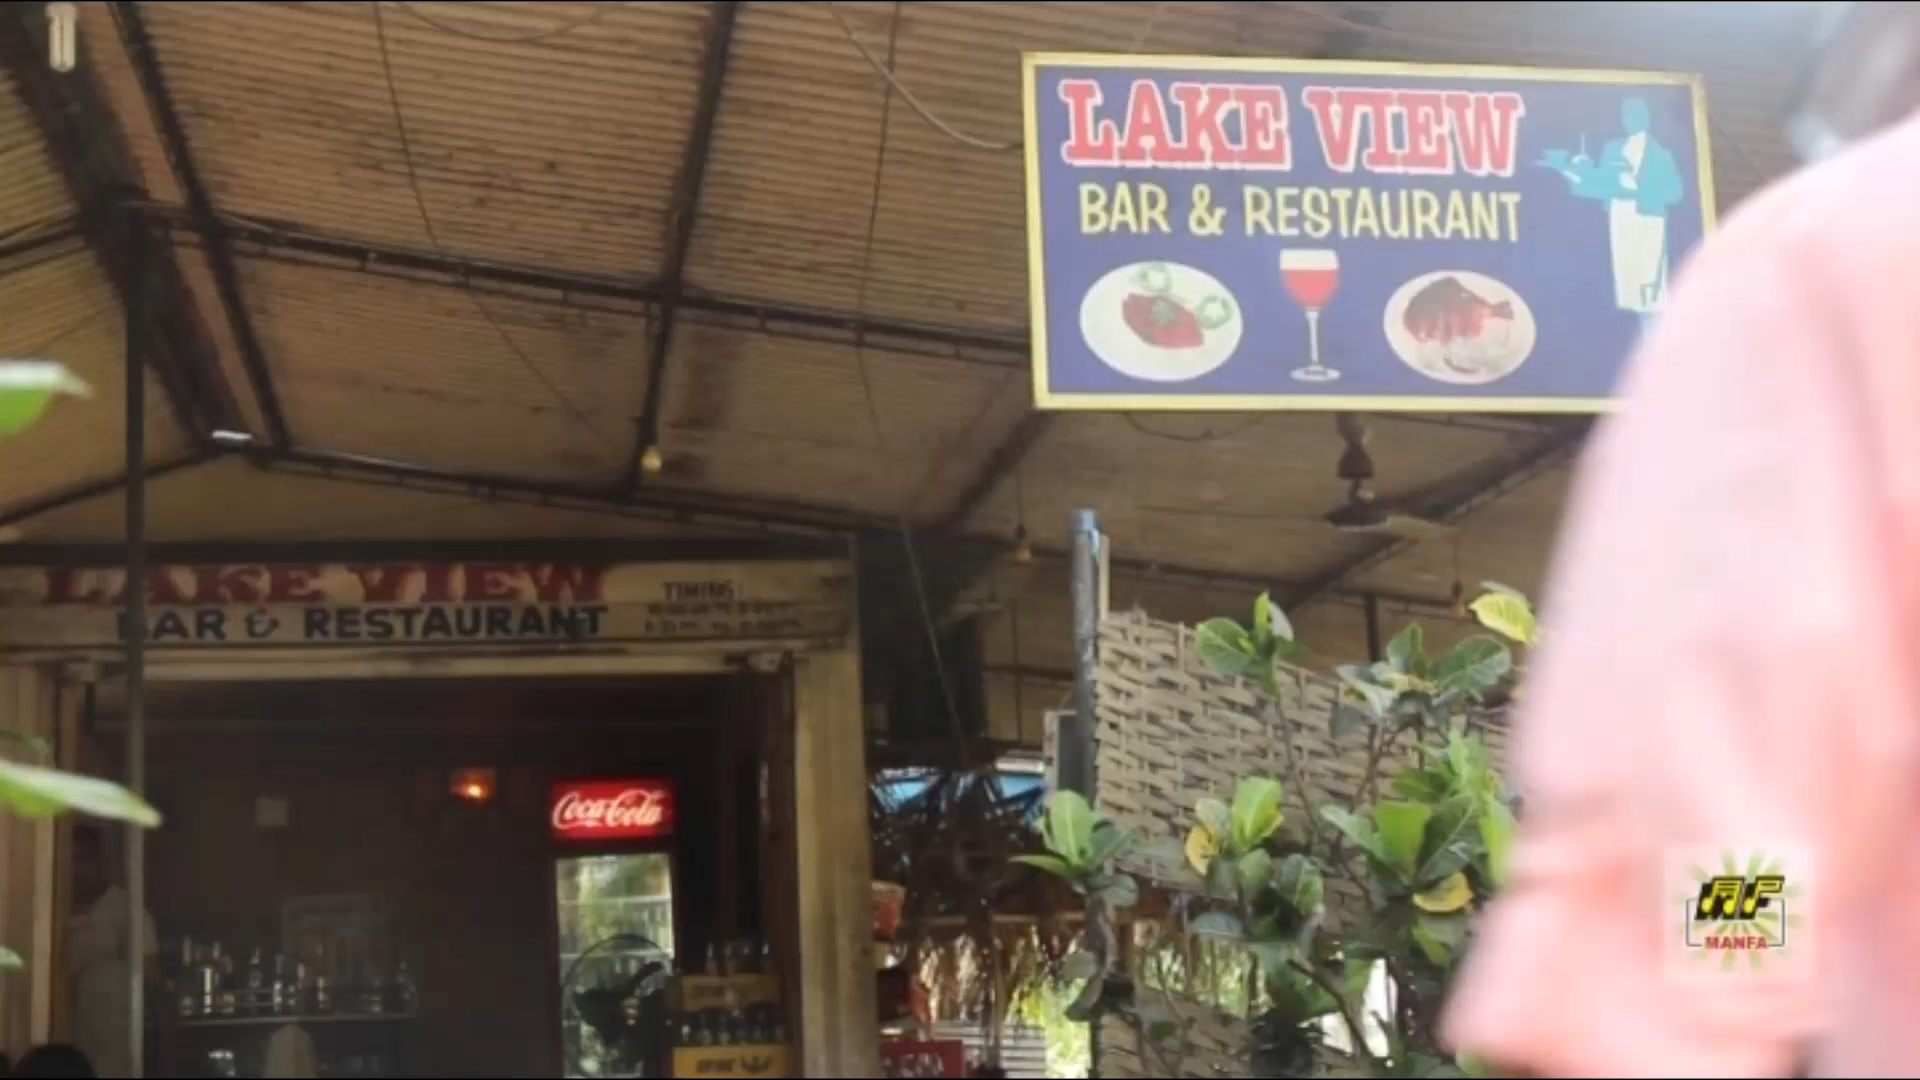 LAKE VIEW
BAR & RESTAURANT
LAKE VIEW
BAR & RESTAURANT
TIMING
Coca-Cola
MANFA